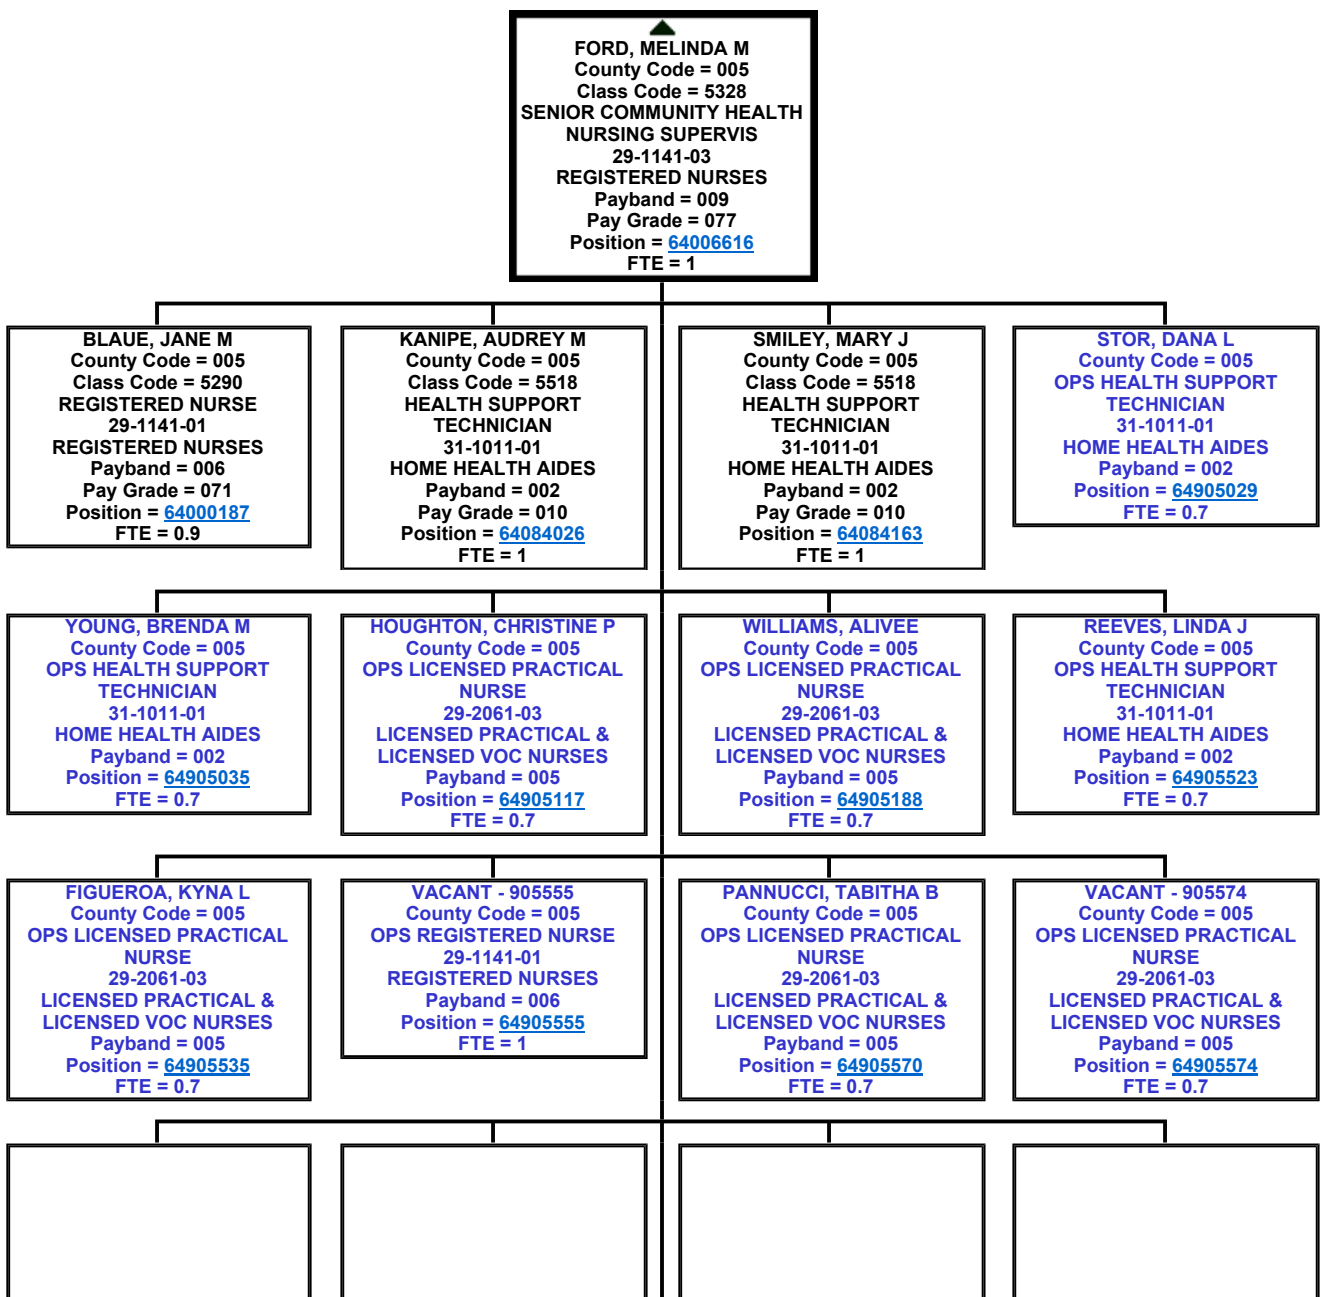 FORD, MELINDA M
County Code = 005
Class Code = 5328
SENIOR COMMUNITY HEALTH
NURSING SUPERVIS
29-1141-03
REGISTERED NURSES
Payband = 009
Pay Grade = 077
Position = 64006616
FTE = 1
BLAUE, JANE M
County Code = 005
Class Code = 5290
REGISTERED NURSE
29-1141-01
REGISTERED NURSES
Payband = 006
Pay Grade = 071
Position = 64000187
FTE = 0.9
KANIPE, AUDREY M
County Code = 005
Class Code = 5518
HEALTH SUPPORT
TECHNICIAN
31-1011-01
HOME HEALTH AIDES
Payband = 002
Pay Grade = 010
Position = 64084026
FTE = 1
SMILEY, MARY J
County Code = 005
Class Code = 5518
HEALTH SUPPORT
TECHNICIAN
31-1011-01
HOME HEALTH AIDES
Payband = 002
Pay Grade = 010
Position = 64084163
FTE = 1
STOR, DANA L
County Code = 005
OPS HEALTH SUPPORT
TECHNICIAN
31-1011-01
HOME HEALTH AIDES
Payband = 002
Position = 64905029
FTE = 0.7
YOUNG, BRENDA M
County Code = 005
OPS HEALTH SUPPORT
TECHNICIAN
31-1011-01
HOME HEALTH AIDES
Payband = 002
Position = 64905035
FTE = 0.7
HOUGHTON, CHRISTINE P
County Code = 005
OPS LICENSED PRACTICAL
NURSE
29-2061-03
LICENSED PRACTICAL &
LICENSED VOC NURSES
Payband = 005
Position = 64905117
FTE = 0.7
WILLIAMS, ALIVEE
County Code = 005
OPS LICENSED PRACTICAL
NURSE
29-2061-03
LICENSED PRACTICAL &
LICENSED VOC NURSES
Payband = 005
Position = 64905188
FTE = 0.7
REEVES, LINDA J
County Code = 005
OPS HEALTH SUPPORT
TECHNICIAN
31-1011-01
HOME HEALTH AIDES
Payband = 002
Position = 64905523
FTE = 0.7
FIGUEROA, KYNA L
County Code = 005
OPS LICENSED PRACTICAL
NURSE
29-2061-03
LICENSED PRACTICAL &
LICENSED VOC NURSES
Payband = 005
Position = 64905535
FTE = 0.7
VACANT - 905555
County Code = 005
OPS REGISTERED NURSE
29-1141-01
REGISTERED NURSES
Payband = 006
Position = 64905555
FTE = 1
PANNUCCI, TABITHA B
County Code = 005
OPS LICENSED PRACTICAL
NURSE
29-2061-03
LICENSED PRACTICAL &
LICENSED VOC NURSES
Payband = 005
Position = 64905570
FTE = 0.7
VACANT - 905574
County Code = 005
OPS LICENSED PRACTICAL
NURSE
29-2061-03
LICENSED PRACTICAL &
LICENSED VOC NURSES
Payband = 005
Position = 64905574
FTE = 0.7